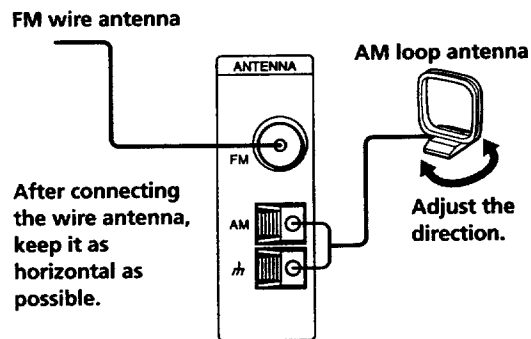 FM wire antenna
ANTENNA
AM loop antenna
FM
After connecting
the wire antenna,
keep it as
horizontal as
possible.
AM
Adjust the
direction.